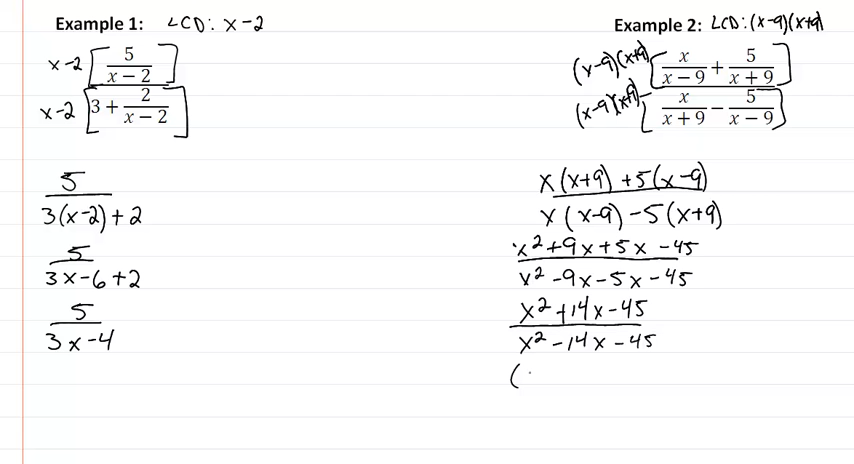 Example 1: LCD: x-2
x-2 [ 5 / (x − 2) ]
x-2 [ 3 + 2 / (x − 2) ]
5 / (3(x-2)+2)
5 / (3x-6+2)
5 / (3x-4)
Example 2: LCD: (x-9)(x+9)
(x-9)(x+9) [ x / (x − 9) + 5 / (x + 9) ]
(x-9)(x+9) [ x / (x + 9) − 5 / (x − 9) ]
x(x+9)+5(x-9)
x(x-9)-5(x+9)
x²+9x+5x-45
x²-9x-5x-45
x²+14x-45
x²-14x-45
(